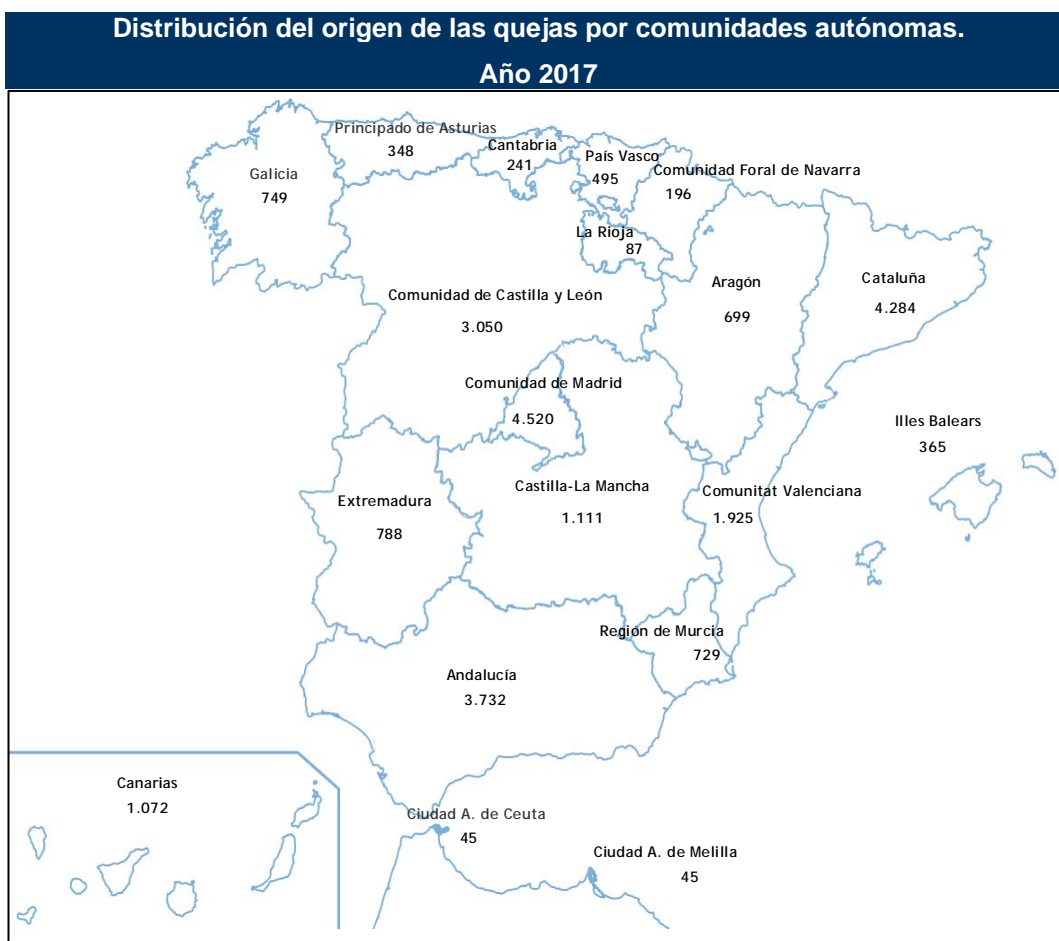 Distribución del origen de las quejas por comunidades autónomas.
Año 2017
Principado de Asturias
348
Cantabria
241
País Vasco
495
Comunidad Foral de Navarra
196
Galicia
749
La Rioja
87
Aragón
699
Cataluña
4.284
Comunidad de Castilla y León
3.050
Comunidad de Madrid
4.520
Illes Balears
365
Extremadura
788
Castilla-La Mancha
1.111
Comunitat Valenciana
1.925
Región de Murcia
729
Andalucía
3.732
Canarias
1.072
Ciudad A. de Ceuta
45
Ciudad A. de Melilla
45